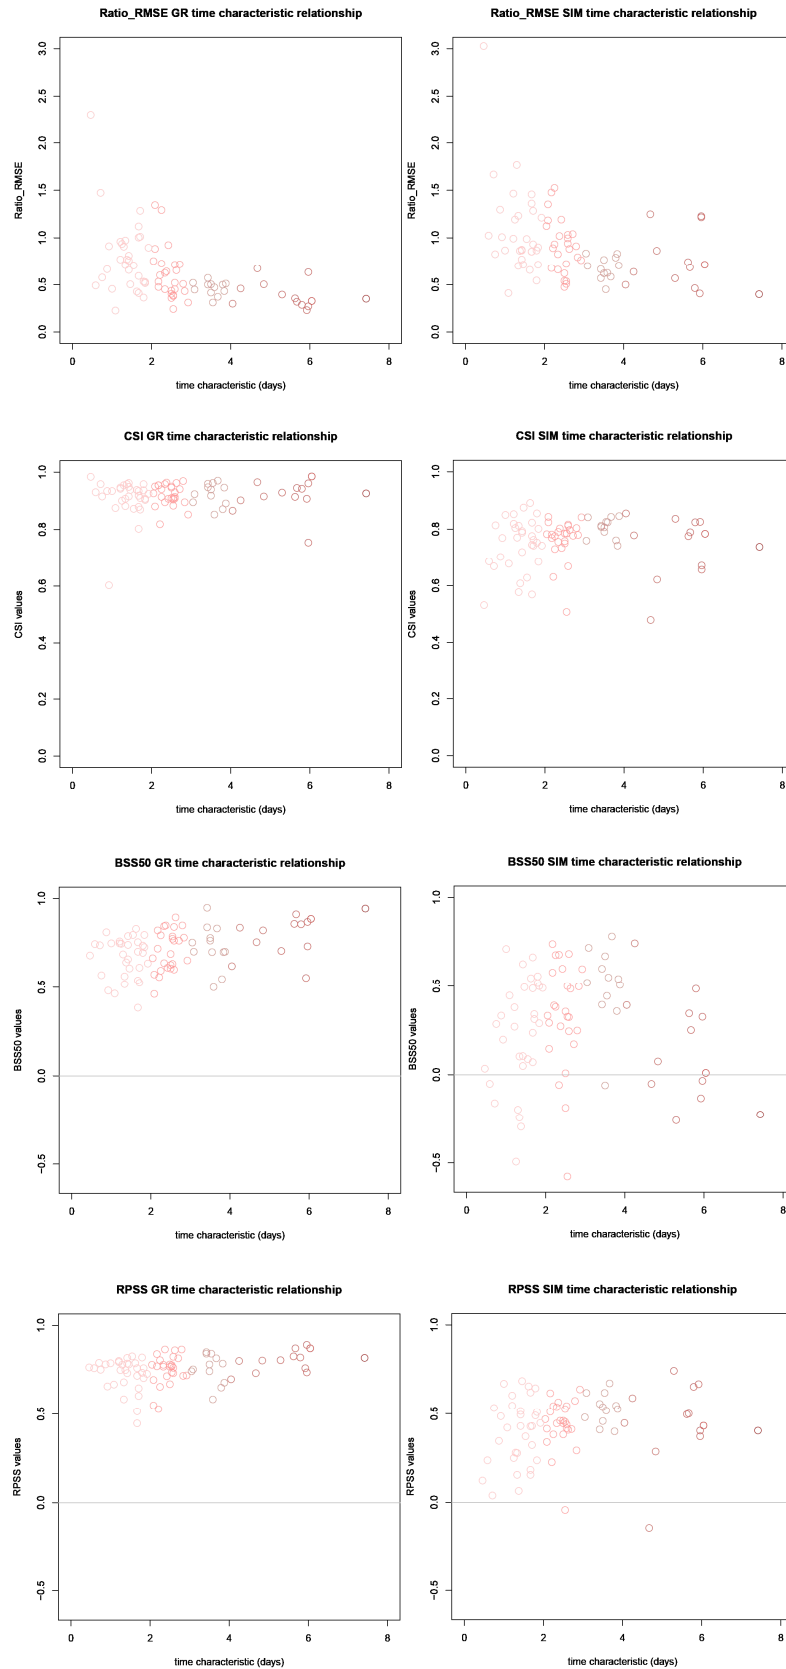 Ratio_RMSE GR time characteristic relationship
Ratio_RMSE
3.0
2.5
2.0
1.5
1.0
0.5
0.0
0 2 4 6 8
time characteristic (days)
Ratio_RMSE SIM time characteristic relationship
Ratio_RMSE
3.0
2.5
2.0
1.5
1.0
0.5
0.0
0 2 4 6 8
time characteristic (days)
CSI GR time characteristic relationship
CSI values
1.0
0.8
0.6
0.4
0.2
0.0
0 2 4 6 8
time characteristic (days)
CSI SIM time characteristic relationship
CSI values
1.0
0.8
0.6
0.4
0.2
0.0
0 2 4 6 8
time characteristic (days)
BSS50 GR time characteristic relationship
BSS50 values
1.0
0.5
0.0
−0.5
0 2 4 6 8
time characteristic (days)
BSS50 SIM time characteristic relationship
BSS50 values
1.0
0.5
0.0
−0.5
0 2 4 6 8
time characteristic (days)
RPSS GR time characteristic relationship
RPSS values
1.0
0.5
0.0
−0.5
0 2 4 6 8
time characteristic (days)
RPSS SIM time characteristic relationship
RPSS values
1.0
0.5
0.0
−0.5
0 2 4 6 8
time characteristic (days)